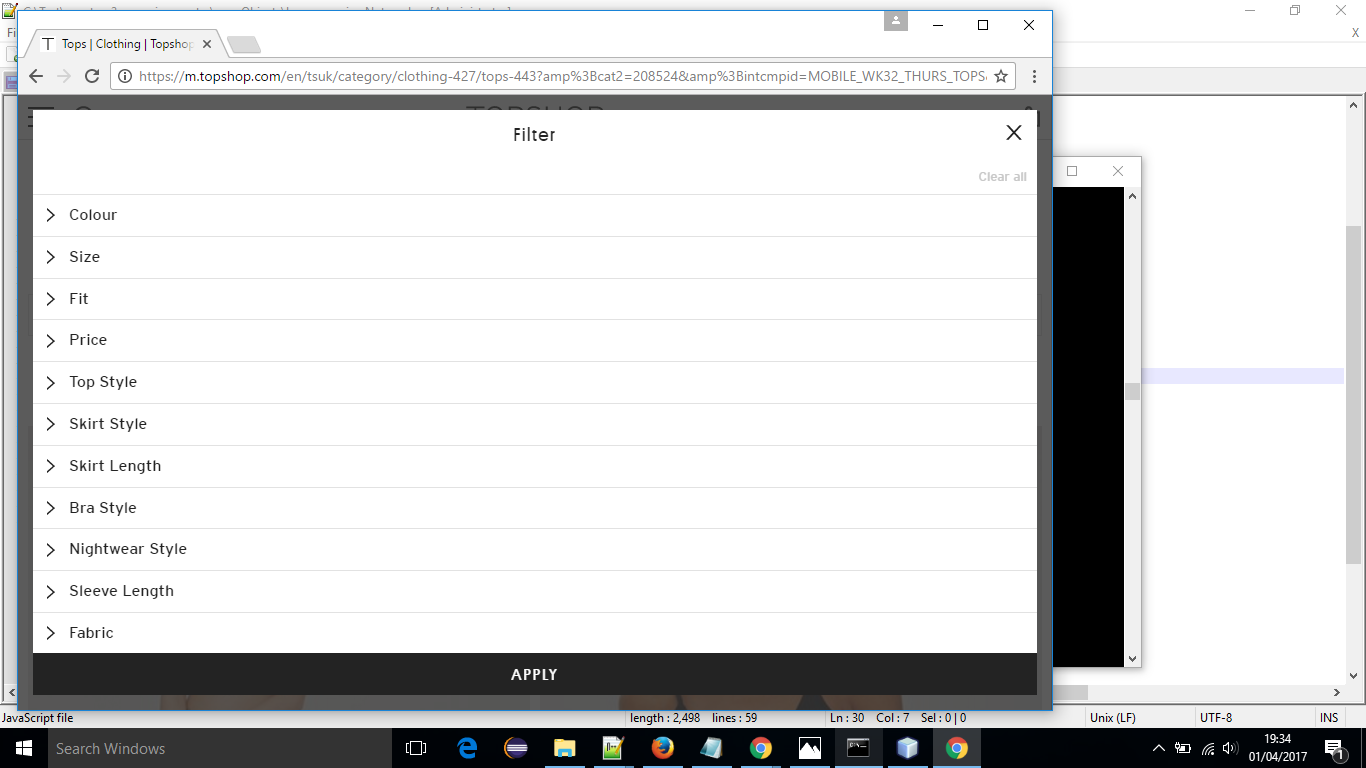 Tops | Clothing | Topshop
https://m.topshop.com/en/tsuk/category/clothing-427/tops-443?amp%3Bcat2=208524&amp%3Bintcmpid=MOBILE_WK32_THURS_TOPS
X
Filter
Clear all
Colour
Size
Fit
Price
Top Style
Skirt Style
Skirt Length
Bra Style
Nightwear Style
Sleeve Length
Fabric
APPLY
JavaScript file length : 2,498 lines : 59 Ln : 30 Col : 7 Sel : 0 | 0 Unix (LF) UTF-8 INS
Search Windows
19:34
01/04/2017
1